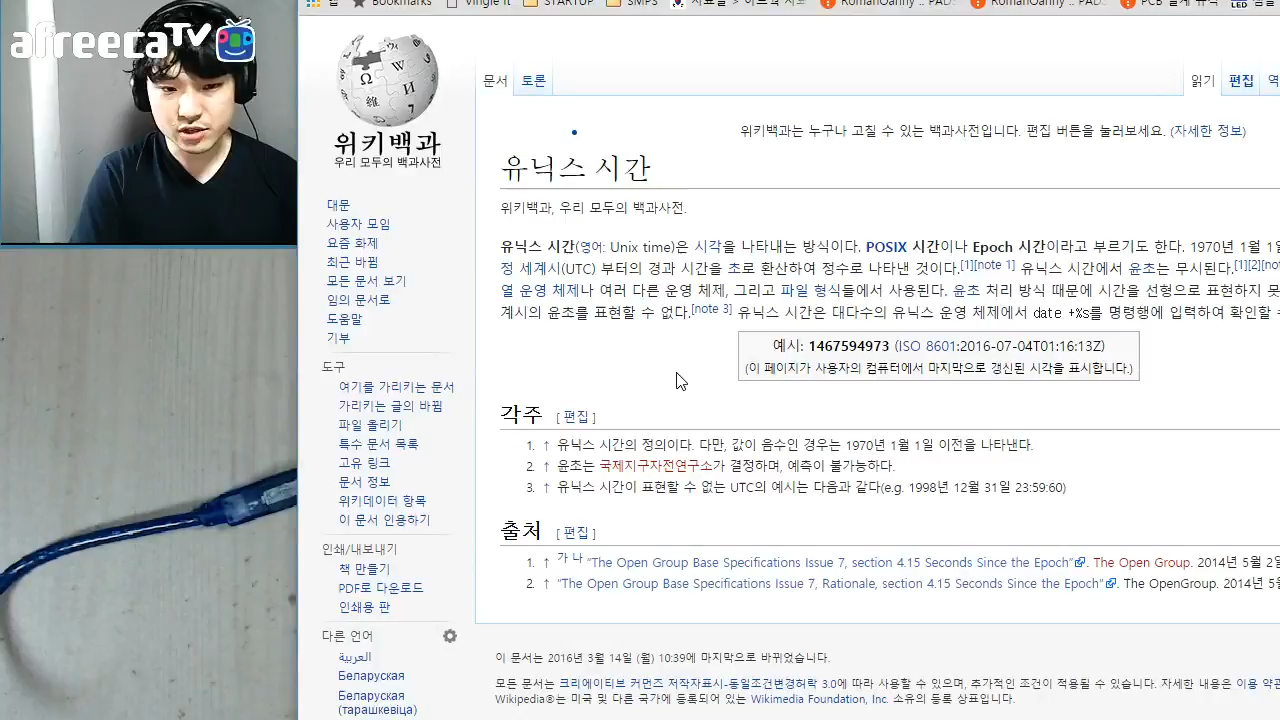 Bookmarks
Vingle It
STARTUP
SMPS
afreecaTV
위키백과
우리 모두의 백과사전
문서 토론 읽기 편집
위키백과는 누구나 고칠 수 있는 백과사전입니다. 편집 버튼을 눌러보세요. (자세한 정보)
유닉스 시간
위키백과, 우리 모두의 백과사전.
유닉스 시간(영어: Unix time)은 시각을 나타내는 방식이다. POSIX 시간이나 Epoch 시간이라고 부르기도 한다. 1970년 1월 1일
정 세계시(UTC) 부터의 경과 시간을 초로 환산하여 정수로 나타낸 것이다.[1][note 1] 유닉스 시간에서 윤초는 무시된다.[1][2][no
열 운영 체제나 여러 다른 운영 체제, 그리고 파일 형식들에서 사용된다. 윤초 처리 방식 때문에 시간을 선형으로 표현하지 못
계시의 윤초를 표현할 수 없다.[note 3] 유닉스 시간은 대다수의 유닉스 운영 체제에서 date +%s를 명령행에 입력하여 확인할
예시: 1467594973 (ISO 8601:2016-07-04T01:16:13Z)
(이 페이지가 사용자의 컴퓨터에서 마지막으로 갱신된 시각을 표시합니다.)
각주 [ 편집 ]
1. ↑ 유닉스 시간의 정의이다. 다만, 값이 음수인 경우는 1970년 1월 1일 이전을 나타낸다.
2. ↑ 윤초는 국제지구자전연구소가 결정하며, 예측이 불가능하다.
3. ↑ 유닉스 시간이 표현할 수 없는 UTC의 예시는 다음과 같다(e.g. 1998년 12월 31일 23:59:60)
출처 [ 편집 ]
1. ↑ 가 나 “The Open Group Base Specifications Issue 7, section 4.15 Seconds Since the Epoch”. The Open Group. 2014년 5월 2
2. ↑ “The Open Group Base Specifications Issue 7, Rationale, section 4.15 Seconds Since the Epoch”. The OpenGroup. 2014년 5
이 문서는 2016년 3월 14일 (월) 10:39에 마지막으로 바뀌었습니다.
모든 문서는 크리에이티브 커먼즈 저작자표시-동일조건변경허락 3.0에 따라 사용할 수 있으며, 추가적인 조건이 적용될 수 있습니다. 자세한 내용은 이용 약관
Wikipedia®는 미국 및 다른 국가에 등록되어 있는 Wikimedia Foundation, Inc. 소유의 등록 상표입니다.
대문
사용자 모임
요즘 화제
최근 바뀜
모든 문서 보기
임의 문서로
도움말
기부
도구
여기를 가리키는 문서
가리키는 글의 바뀜
파일 올리기
특수 문서 목록
고유 링크
문서 정보
위키데이터 항목
이 문서 인용하기
인쇄/내보내기
책 만들기
PDF로 다운로드
인쇄용 판
다른 언어
العربية
Беларуская
Беларуская
(тарашкевіца)